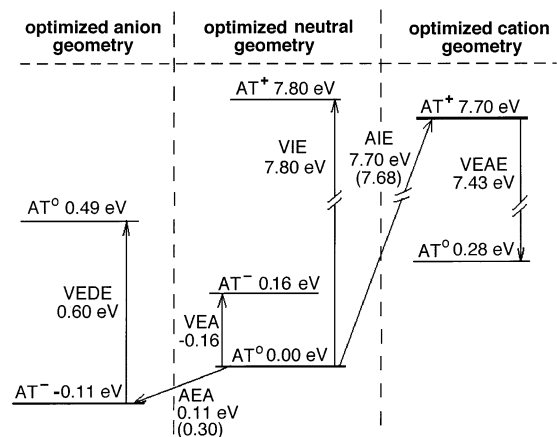 optimized anion
geometry
optimized neutral
geometry
optimized cation
geometry
AT⁺ 7.80 eV
AT⁺ 7.70 eV
VIE
7.80 eV
AIE
7.70 eV
(7.68)
VEAE
7.43 eV
AT⁰ 0.49 eV
AT⁰ 0.28 eV
VEDE
0.60 eV
AT⁻ 0.16 eV
VEA
-0.16
AT⁰ 0.00 eV
AT⁻ -0.11 eV
AEA
0.11 eV
(0.30)